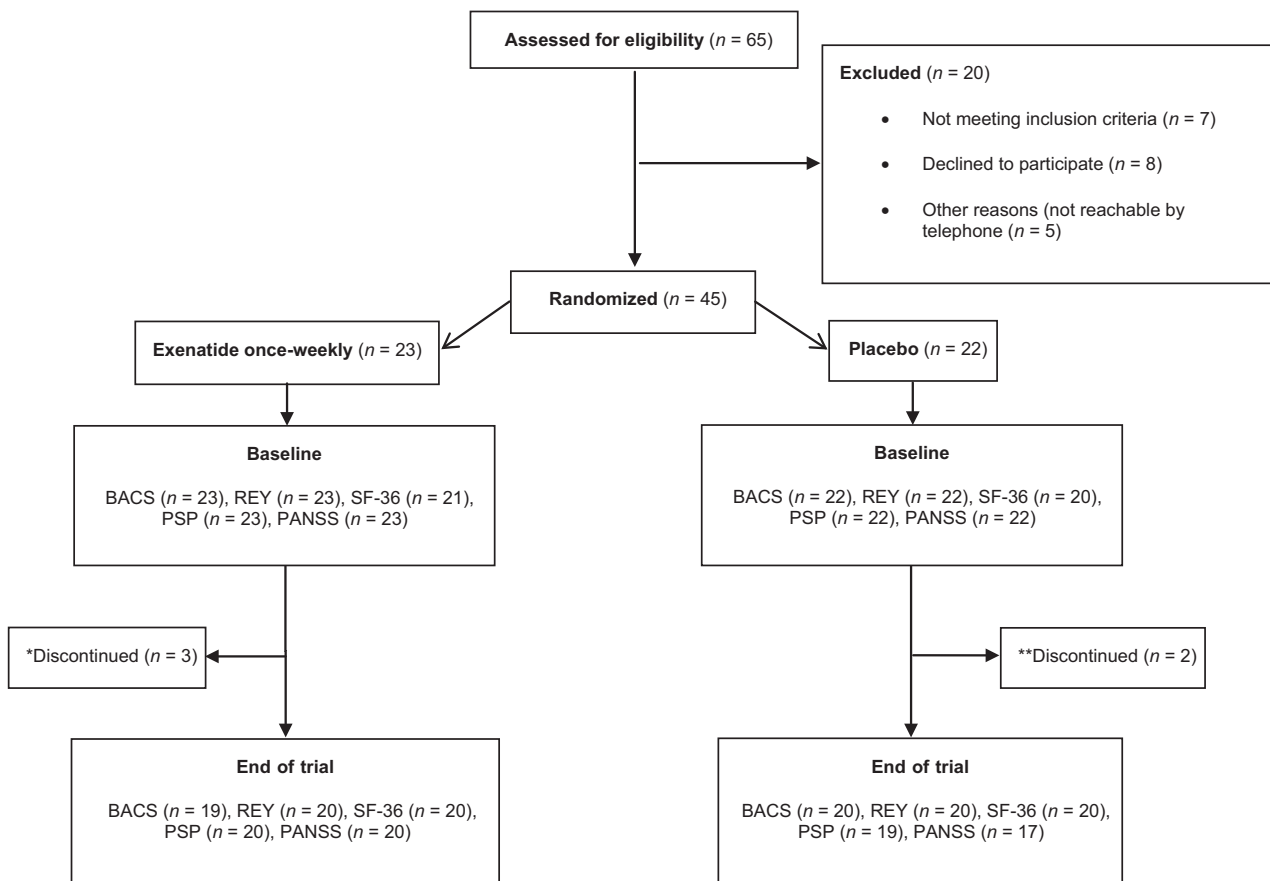 Assessed for eligibility (n = 65)
Excluded (n = 20)
• Not meeting inclusion criteria (n = 7)
• Declined to participate (n = 8)
• Other reasons (not reachable by
telephone (n = 5)
Randomized (n = 45)
Exenatide once-weekly (n = 23)
Placebo (n = 22)
Baseline
BACS (n = 23), REY (n = 23), SF-36 (n = 21),
PSP (n = 23), PANSS (n = 23)
Baseline
BACS (n = 22), REY (n = 22), SF-36 (n = 20),
PSP (n = 22), PANSS (n = 22)
*Discontinued (n = 3)
**Discontinued (n = 2)
End of trial
BACS (n = 19), REY (n = 20), SF-36 (n = 20),
PSP (n = 20), PANSS (n = 20)
End of trial
BACS (n = 20), REY (n = 20), SF-36 (n = 20),
PSP (n = 19), PANSS (n = 17)